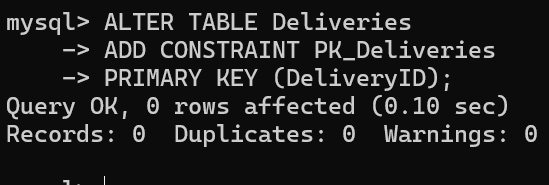 mysql> ALTER TABLE Deliveries
    -> ADD CONSTRAINT PK_Deliveries
    -> PRIMARY KEY (DeliveryID);
Query OK, 0 rows affected (0.10 sec)
Records: 0  Duplicates: 0  Warnings: 0